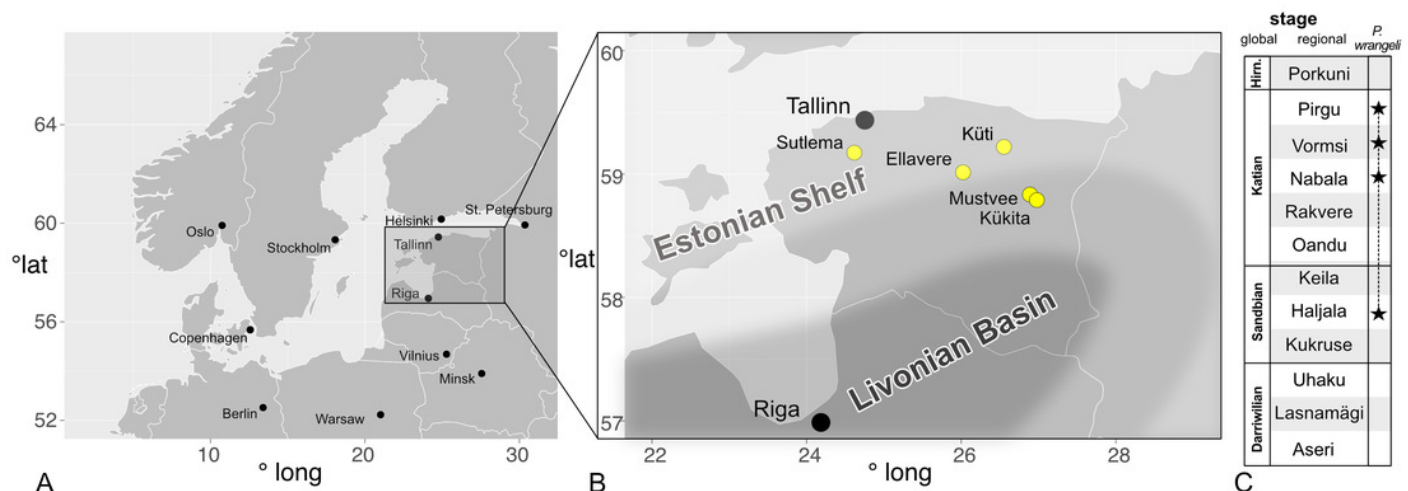 64
60
56
52
°lat
10
20
30
° long
A
Oslo
Stockholm
Helsinki
St. Petersburg
Tallinn
Riga
Copenhagen
Vilnius
Minsk
Berlin
Warsaw
60
59
58
57
°lat
22
24
26
28
° long
B
Tallinn
Sutlema
Küti
Ellavere
Mustvee
Kükita
Estonian Shelf
Livonian Basin
Riga
stage
global regional P. wrangeli
Hirn.
Porkuni
Katian
Pirgu
Vormsi
Nabala
Rakvere
Oandu
Sandbian
Keila
Haljala
Kukruse
Darriwilian
Uhaku
Lasnamägi
Aseri
C